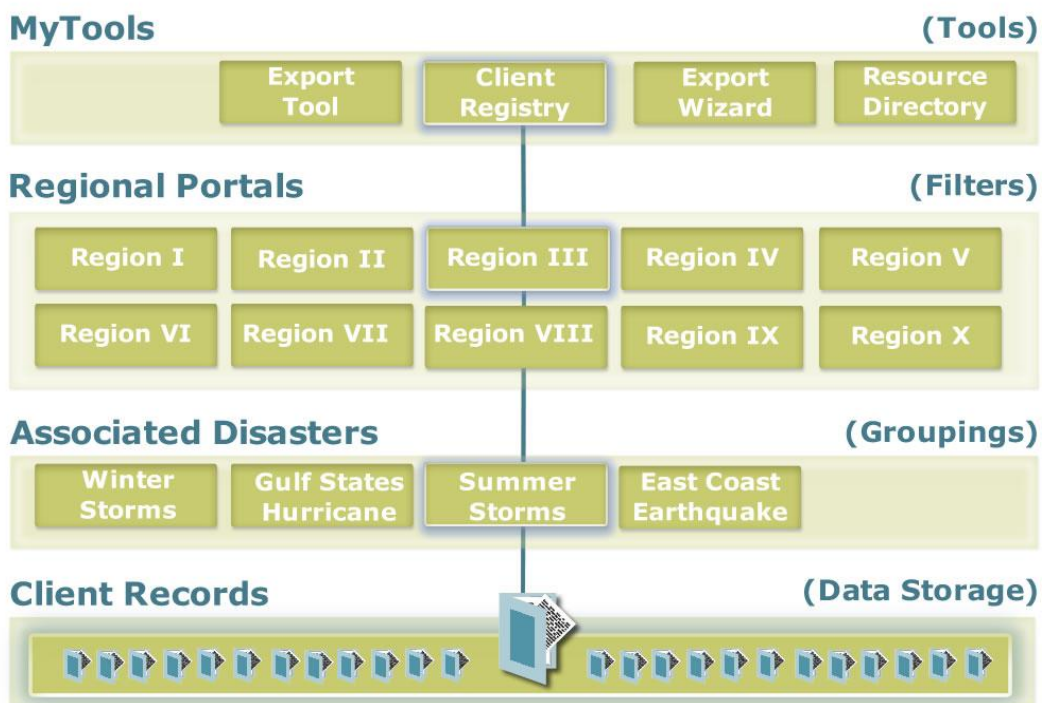 MyTools (Tools)
Export
Tool
Client
Registry
Export
Wizard
Resource
Directory
Regional Portals (Filters)
Region I Region II Region III Region IV Region V
Region VI Region VII Region VIII Region IX Region X
Associated Disasters (Groupings)
Winter
Storms
Gulf States
Hurricane
Summer
Storms
East Coast
Earthquake
Client Records (Data Storage)